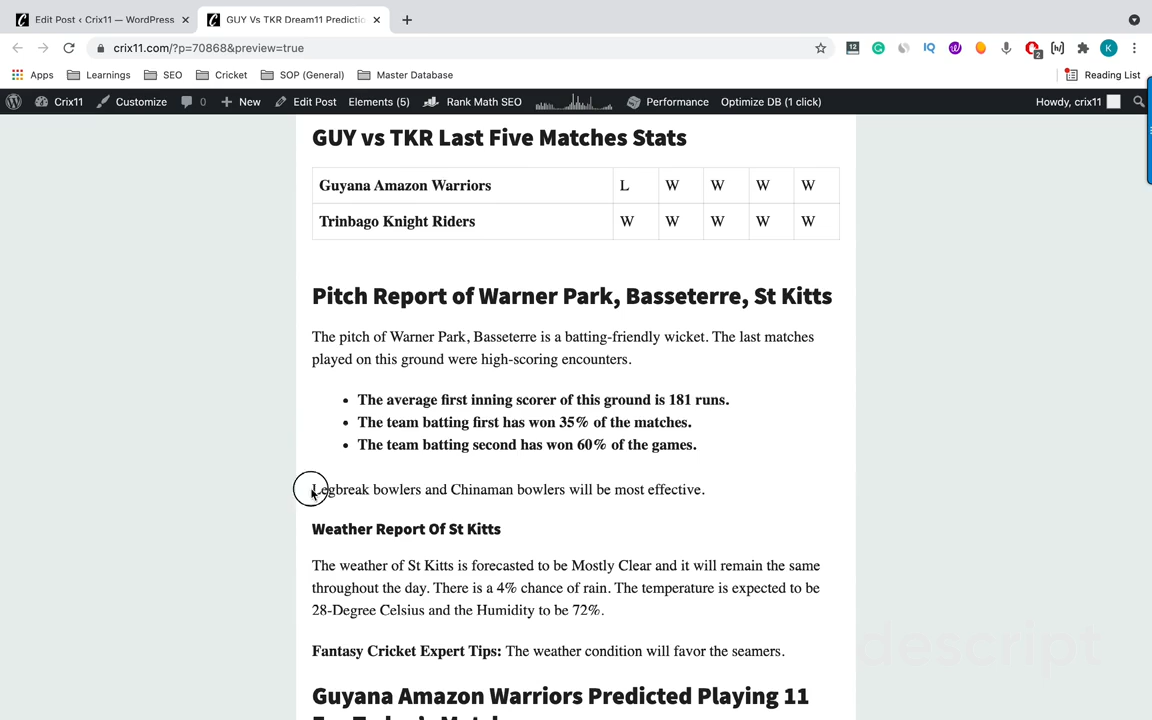 Edit Post ‹ Crix11 — WordPress
GUY Vs TKR Dream11 Predictio
crix11.com/?p=70868&preview=true
12
IQ
2
K
Apps Learnings SEO Cricket SOP (General) Master Database Reading List
Crix11 Customize 0 New Edit Post Elements (5) Rank Math SEO Performance Optimize DB (1 click) Howdy, crix11
GUY vs TKR Last Five Matches Stats
Guyana Amazon Warriors L W W W W
Trinbago Knight Riders W W W W W
Pitch Report of Warner Park, Basseterre, St Kitts
The pitch of Warner Park, Basseterre is a batting-friendly wicket. The last matches
played on this ground were high-scoring encounters.
• The average first inning scorer of this ground is 181 runs.
• The team batting first has won 35% of the matches.
• The team batting second has won 60% of the games.
Legbreak bowlers and Chinaman bowlers will be most effective.
Weather Report Of St Kitts
The weather of St Kitts is forecasted to be Mostly Clear and it will remain the same
throughout the day. There is a 4% chance of rain. The temperature is expected to be
28-Degree Celsius and the Humidity to be 72%.
descript
Fantasy Cricket Expert Tips: The weather condition will favor the seamers.
Guyana Amazon Warriors Predicted Playing 11
For Today's Match